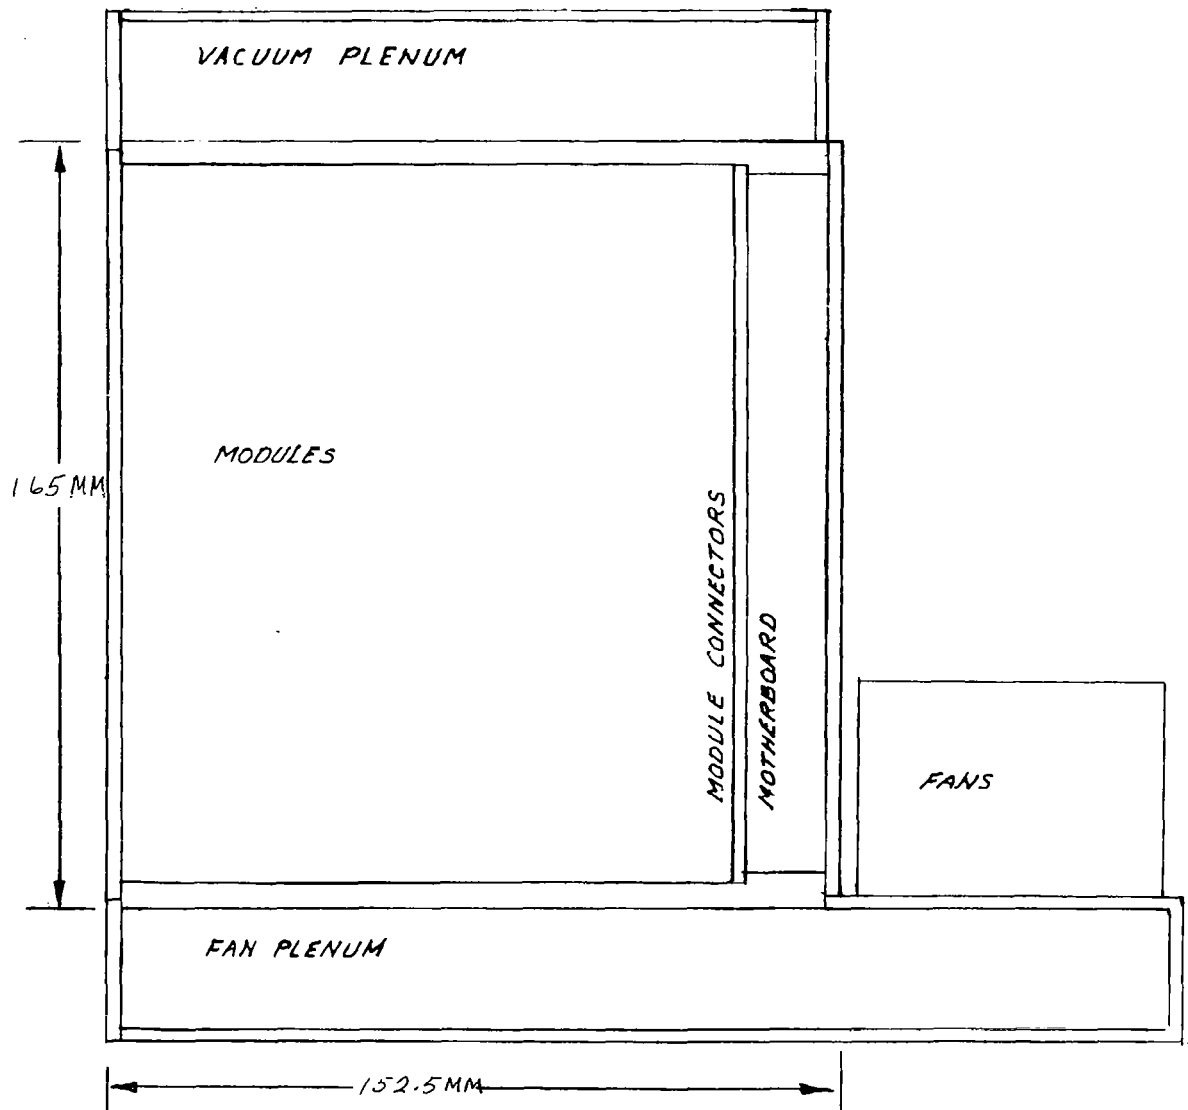 VACUUM PLENUM
MODULES
165 MM
MODULE CONNECTORS
MOTHERBOARD
FANS
FAN PLENUM
152.5 MM